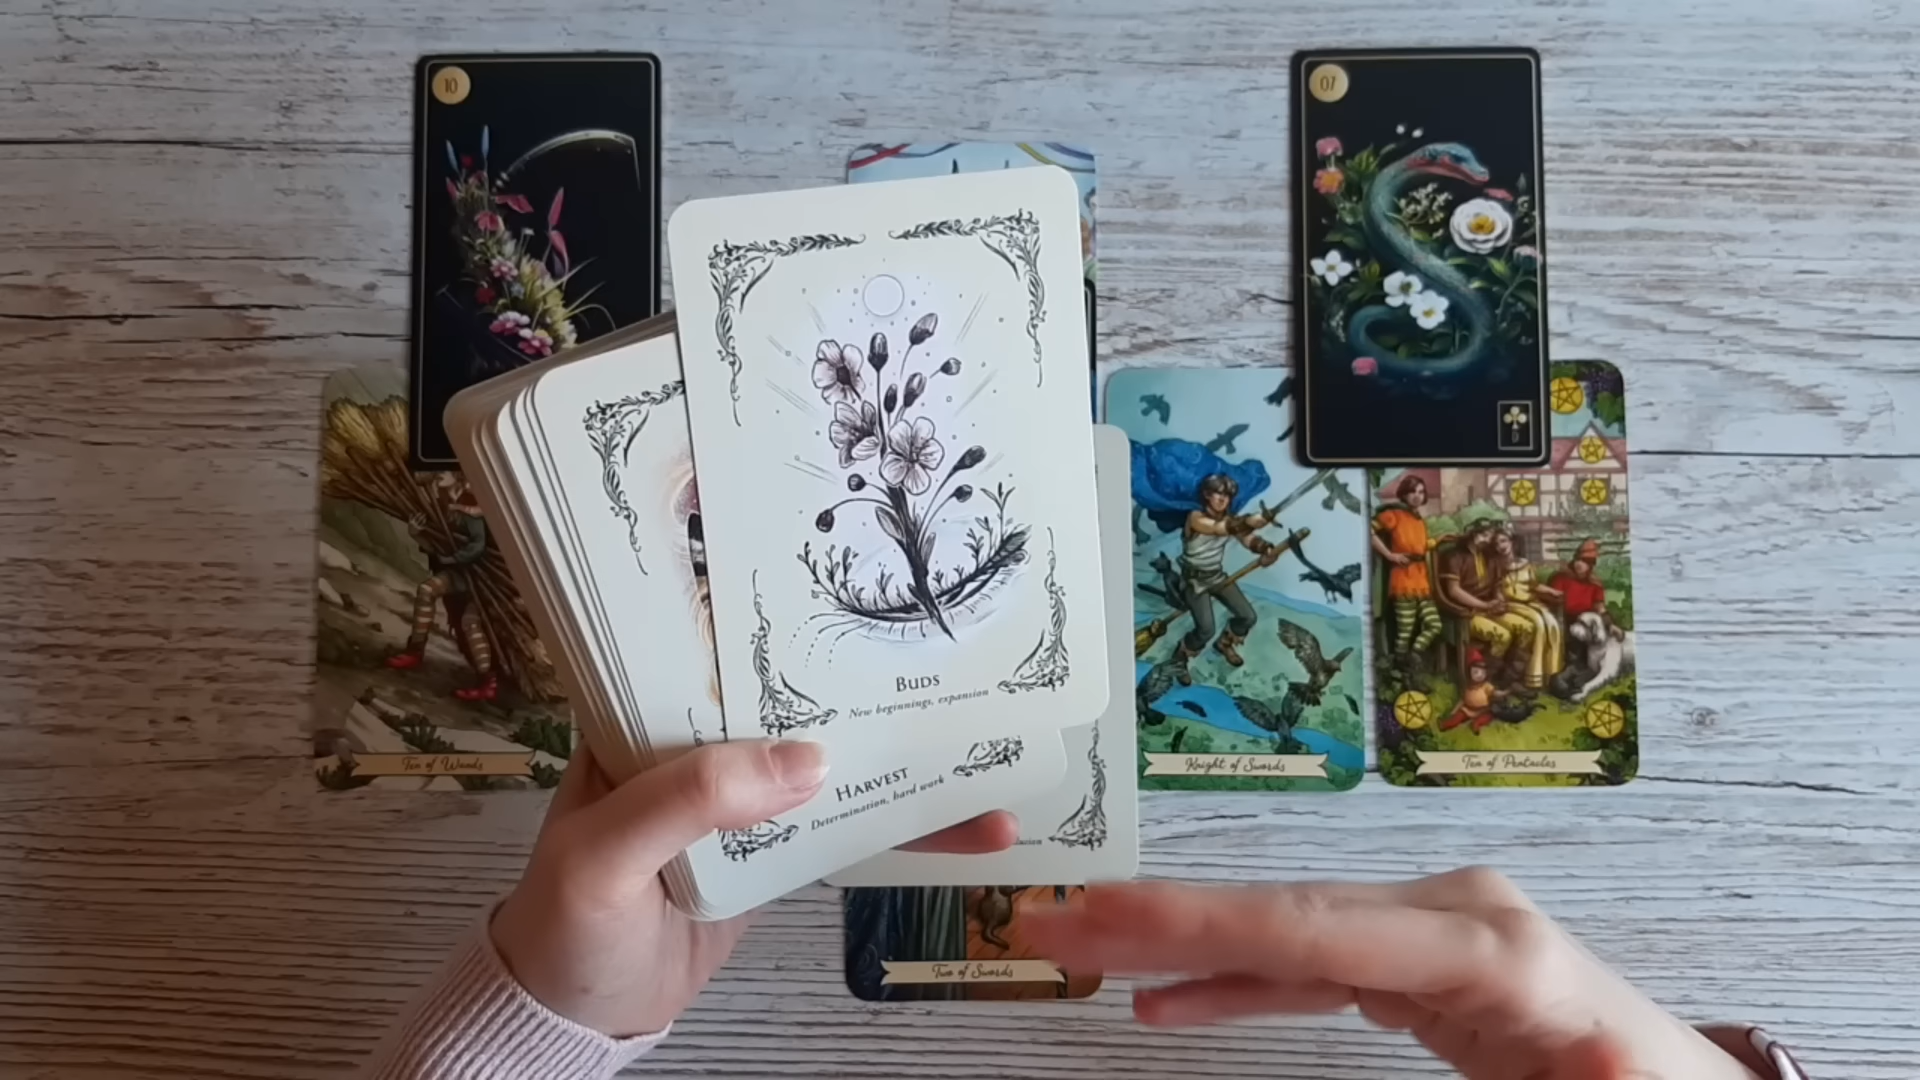 10
07
BUDS
New beginnings, expansion
HARVEST
Determination, hard work
Ten of Wands
Knight of Swords
Ten of Pentacles
Two of Swords